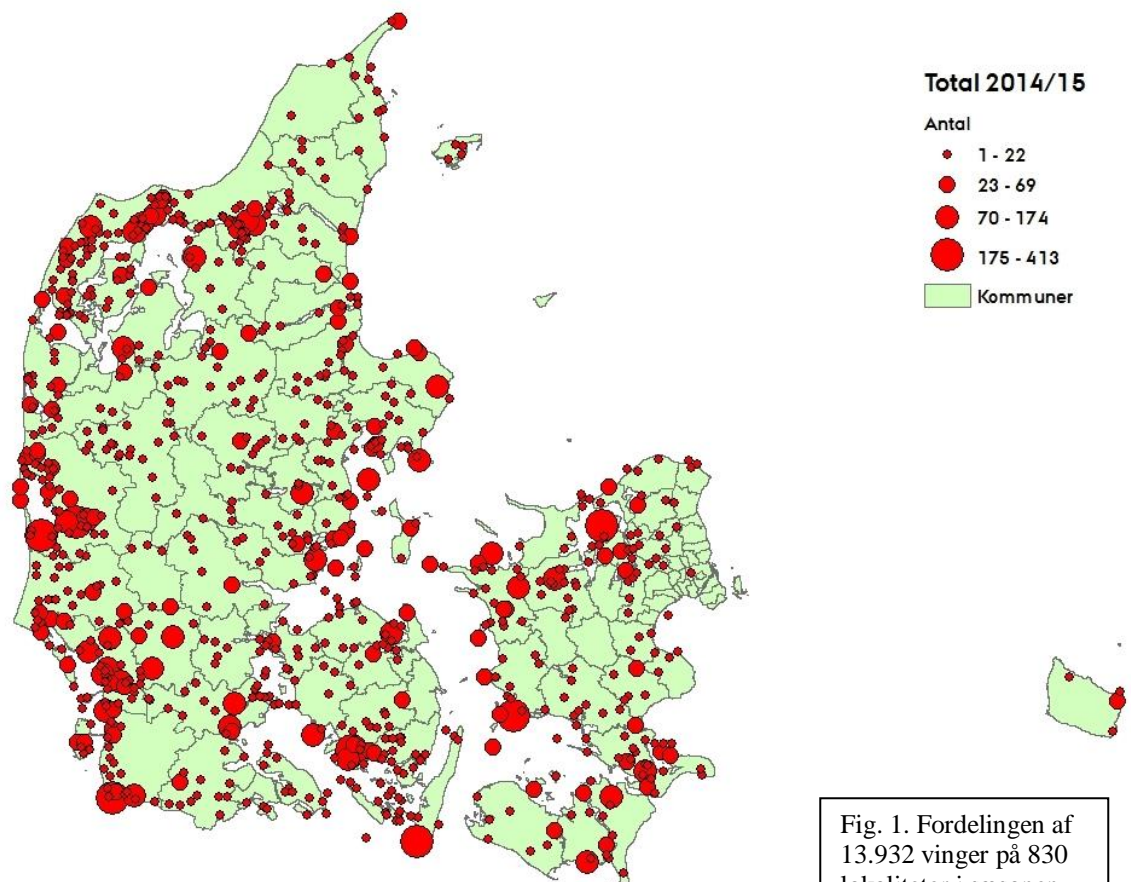 Total 2014/15
Antal
1 - 22
23 - 69
70 - 174
175 - 413
Kommuner
Fig. 1. Fordelingen af
13.932 vinger på 830